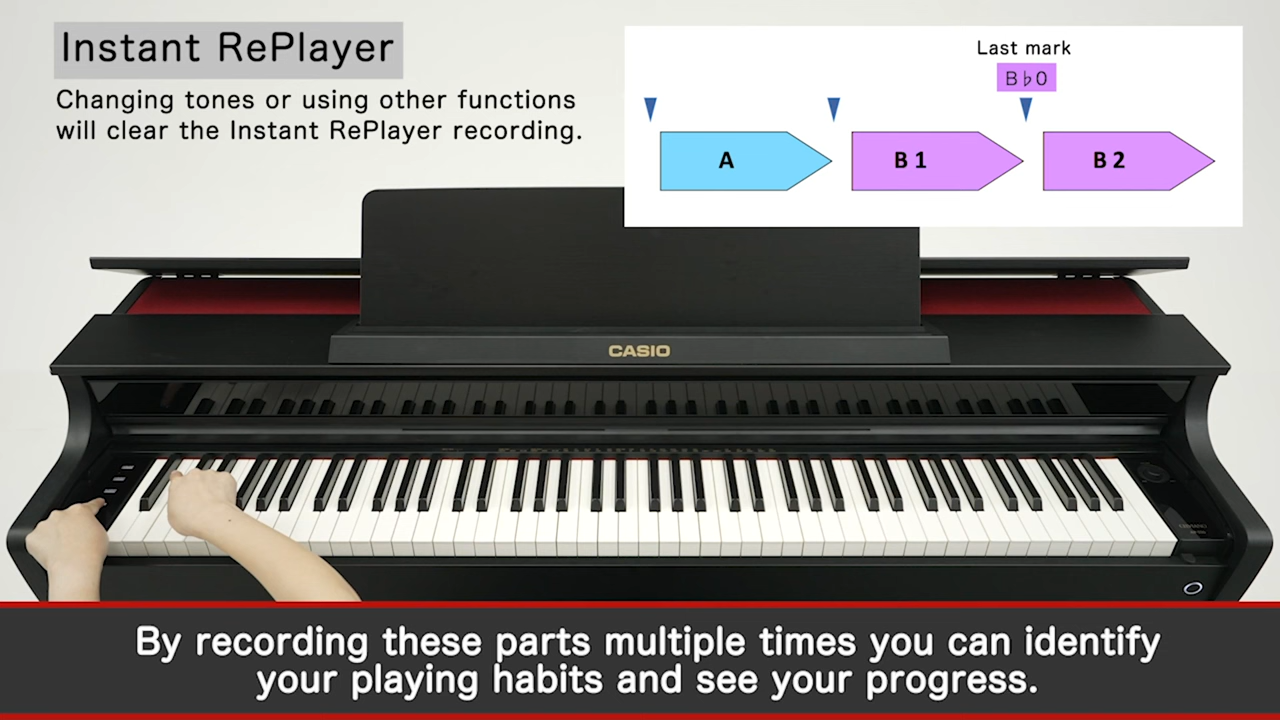 Instant RePlayer
Changing tones or using other functions
will clear the Instant RePlayer recording.
Last mark
B♭0
A
B 1
B 2
CASIO
By recording these parts multiple times you can identify
your playing habits and see your progress.